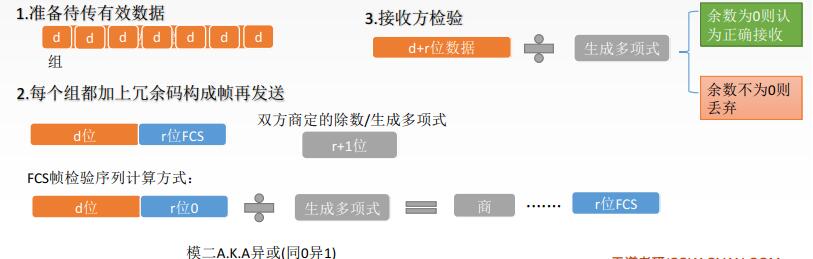 1.准备待传有效数据
d d d d d d d
组
2.每个组都加上冗余码构成帧再发送
d位 r位FCS
双方商定的除数/生成多项式
r+1位
FCS帧检验序列计算方式:
d位 r位0 生成多项式 商 ······· r位FCS
模二A.K.A异或(同0异1)
3.接收方检验
d+r位数据 生成多项式
余数为0则认
为正确接收
余数不为0则
丢弃